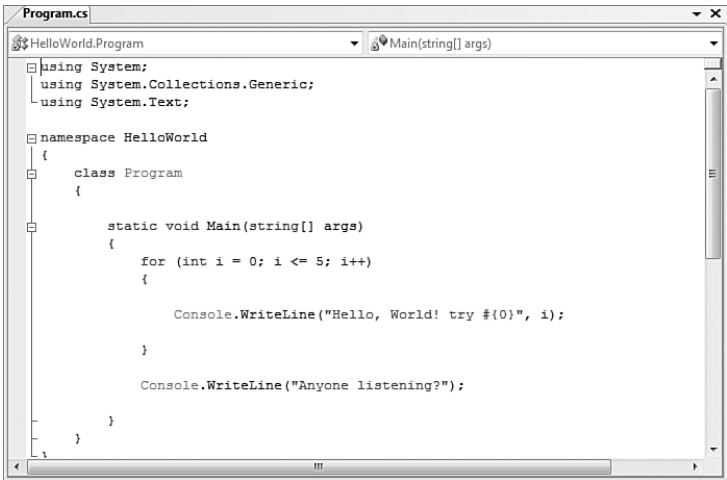 Program.cs
HelloWorld.Program
Main(string[] args)
using System;
using System.Collections.Generic;
using System.Text;
namespace HelloWorld
{
class Program
{
static void Main(string[] args)
{
for (int i = 0; i <= 5; i++)
{
Console.WriteLine("Hello, World! try #{0}", i);
}
Console.WriteLine("Anyone listening?");
}
}
}